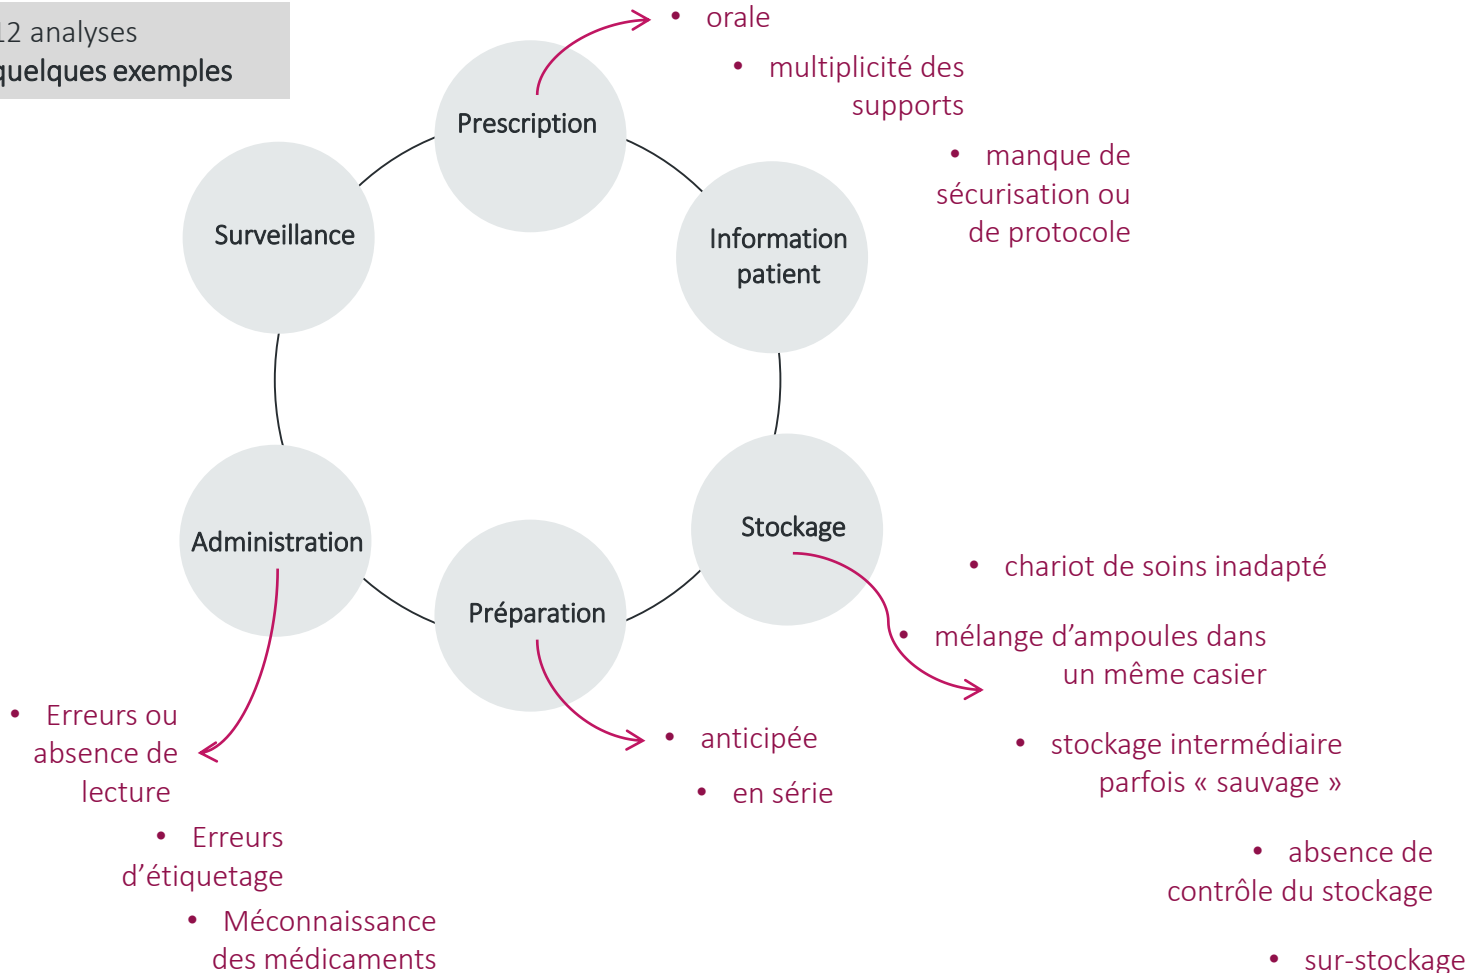 12 analyses
quelques exemples
• orale
• multiplicité des
supports
• manque de
sécurisation ou
de protocole
Prescription
Information
patient
Surveillance
Stockage
• chariot de soins inadapté
• mélange d’ampoules dans
un même casier
• stockage intermédiaire
parfois « sauvage »
• absence de
contrôle du stockage
• sur-stockage
Préparation
• anticipée
• en série
Administration
• Erreurs ou
absence de
lecture
• Erreurs
d’étiquetage
• Méconnaissance
des médicaments